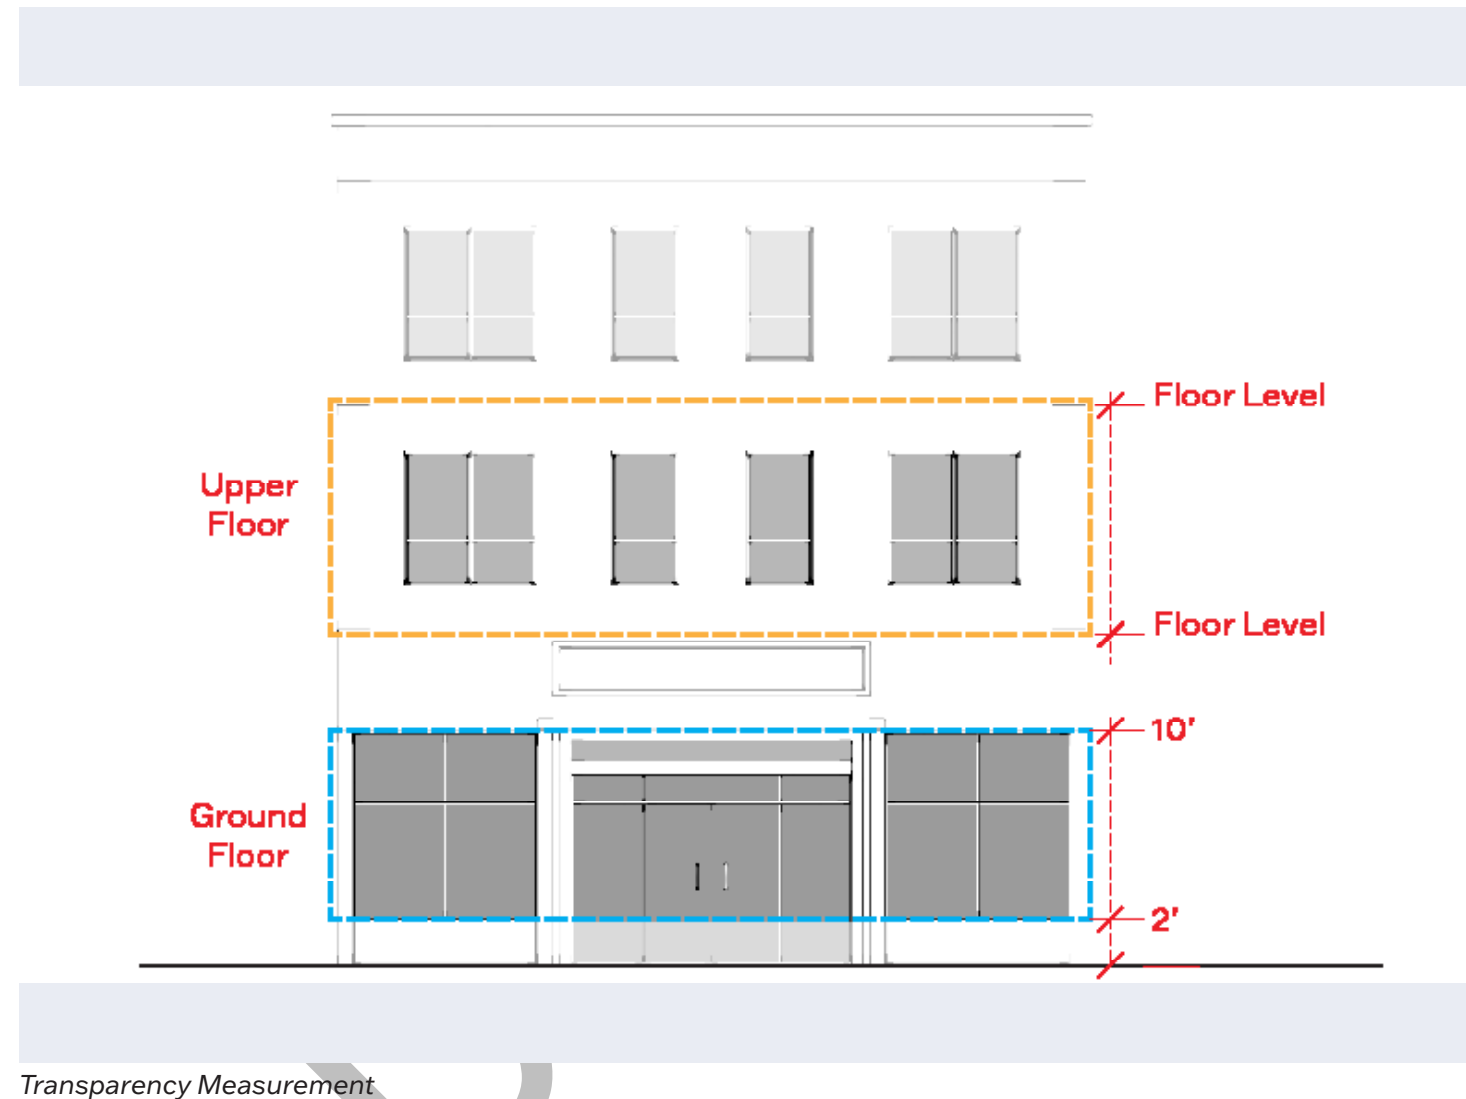 Floor Level
Upper
Floor
Floor Level
10'
Ground
Floor
2'
Transparency Measurement